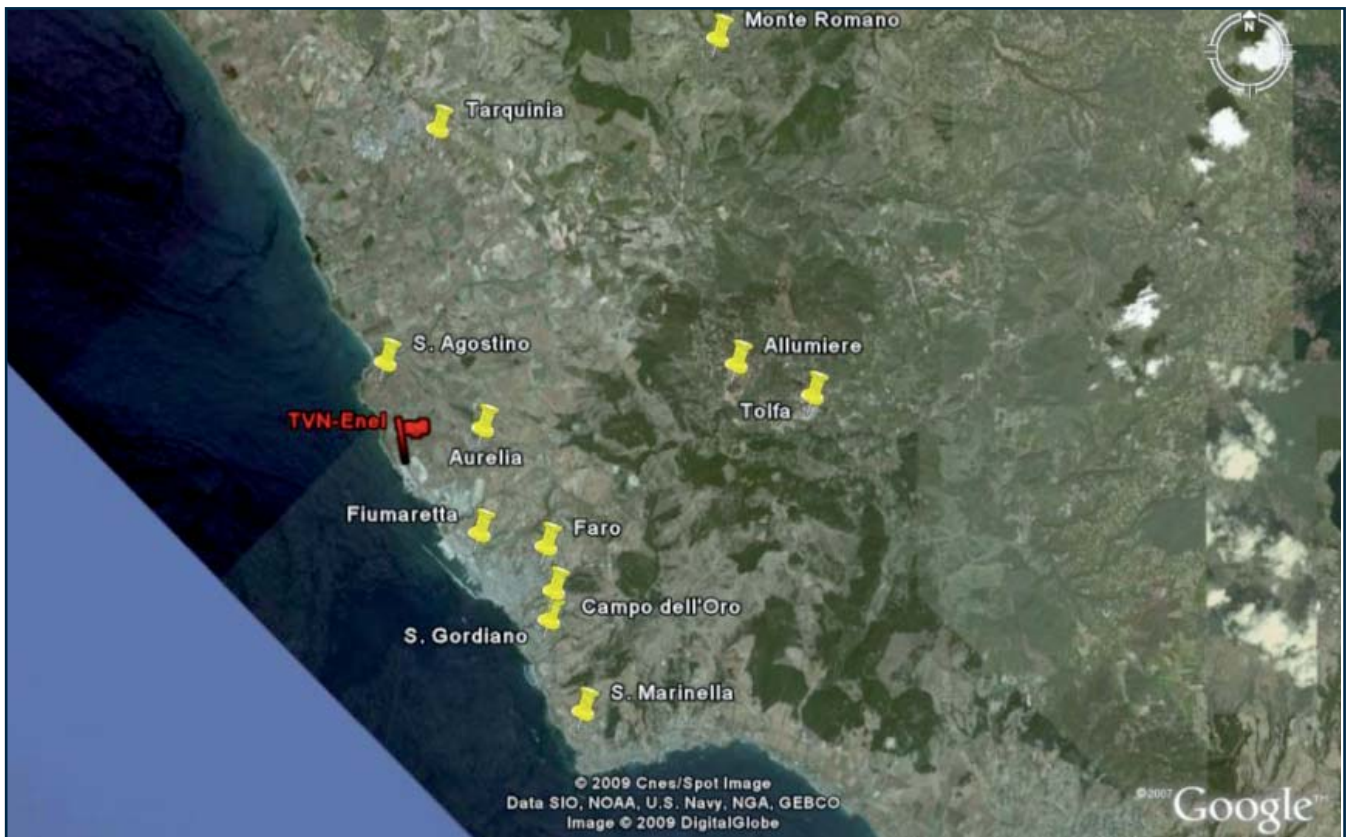 Monte Romano
N
Tarquinia
S. Agostino
Allumiere
Tolfa
TVN-Enel
Aurelia
Fiumaretta
Faro
Campo dell'Oro
S. Gordiano
S. Marinella
© 2009 Cnes/Spot Image
Data SIO, NOAA, U.S. Navy, NGA, GEBCO
Image © 2009 DigitalGlobe
©2007 Google™